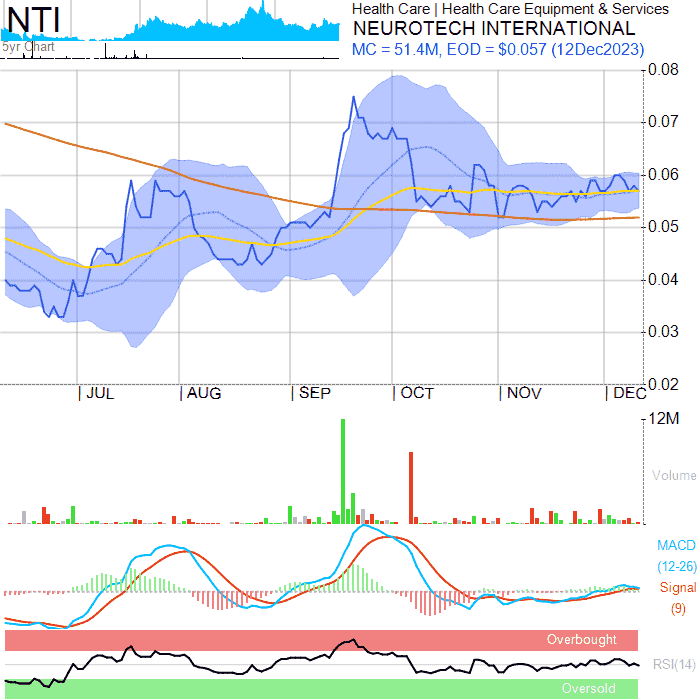 NTI
5yr Chart
Health Care | Health Care Equipment & Services
NEUROTECH INTERNATIONAL
MC = 51.4M, EOD = $0.057 (12Dec2023)
0.08
0.07
0.06
0.05
0.04
0.03
0.02
| JUL | AUG | SEP | OCT | NOV | DEC
12M
Volume
MACD
(12-26)
Signal
(9)
Overbought
RSI(14)
Oversold